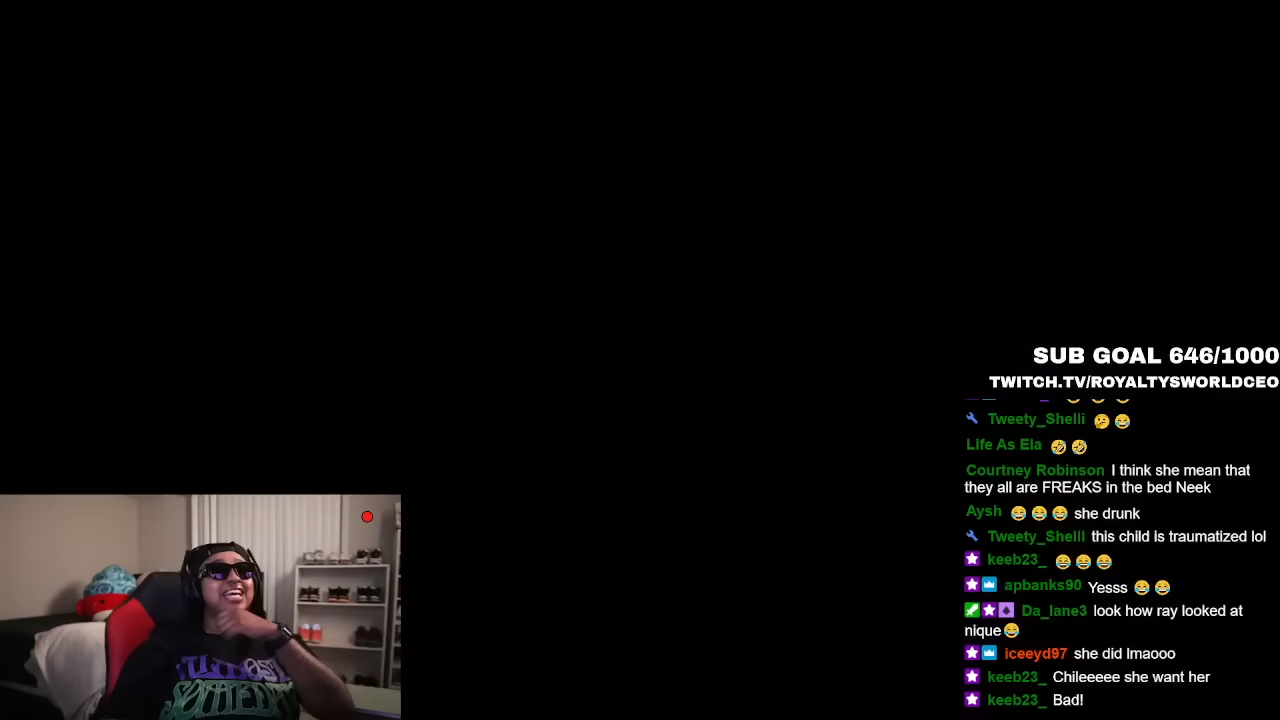 SUB GOAL 646/1000
TWITCH.TV/ROYALTYSWORLDCEO
Tweety_Shelli 🤔 😂
Life As Ela 🤣 🤣
Courtney Robinson I think she mean that
they all are FREAKS in the bed Neek
Aysh 😂 😂 😂 she drunk
Tweety_Shelli this child is traumatized lol
keeb23_ 😂 😂 😂
apbanks90 Yesss 😂 😂
Da_lane3 look how ray looked at
nique😂
iceeyd97 she did lmaooo
keeb23_ Chileeeee she want her
keeb23_ Bad!